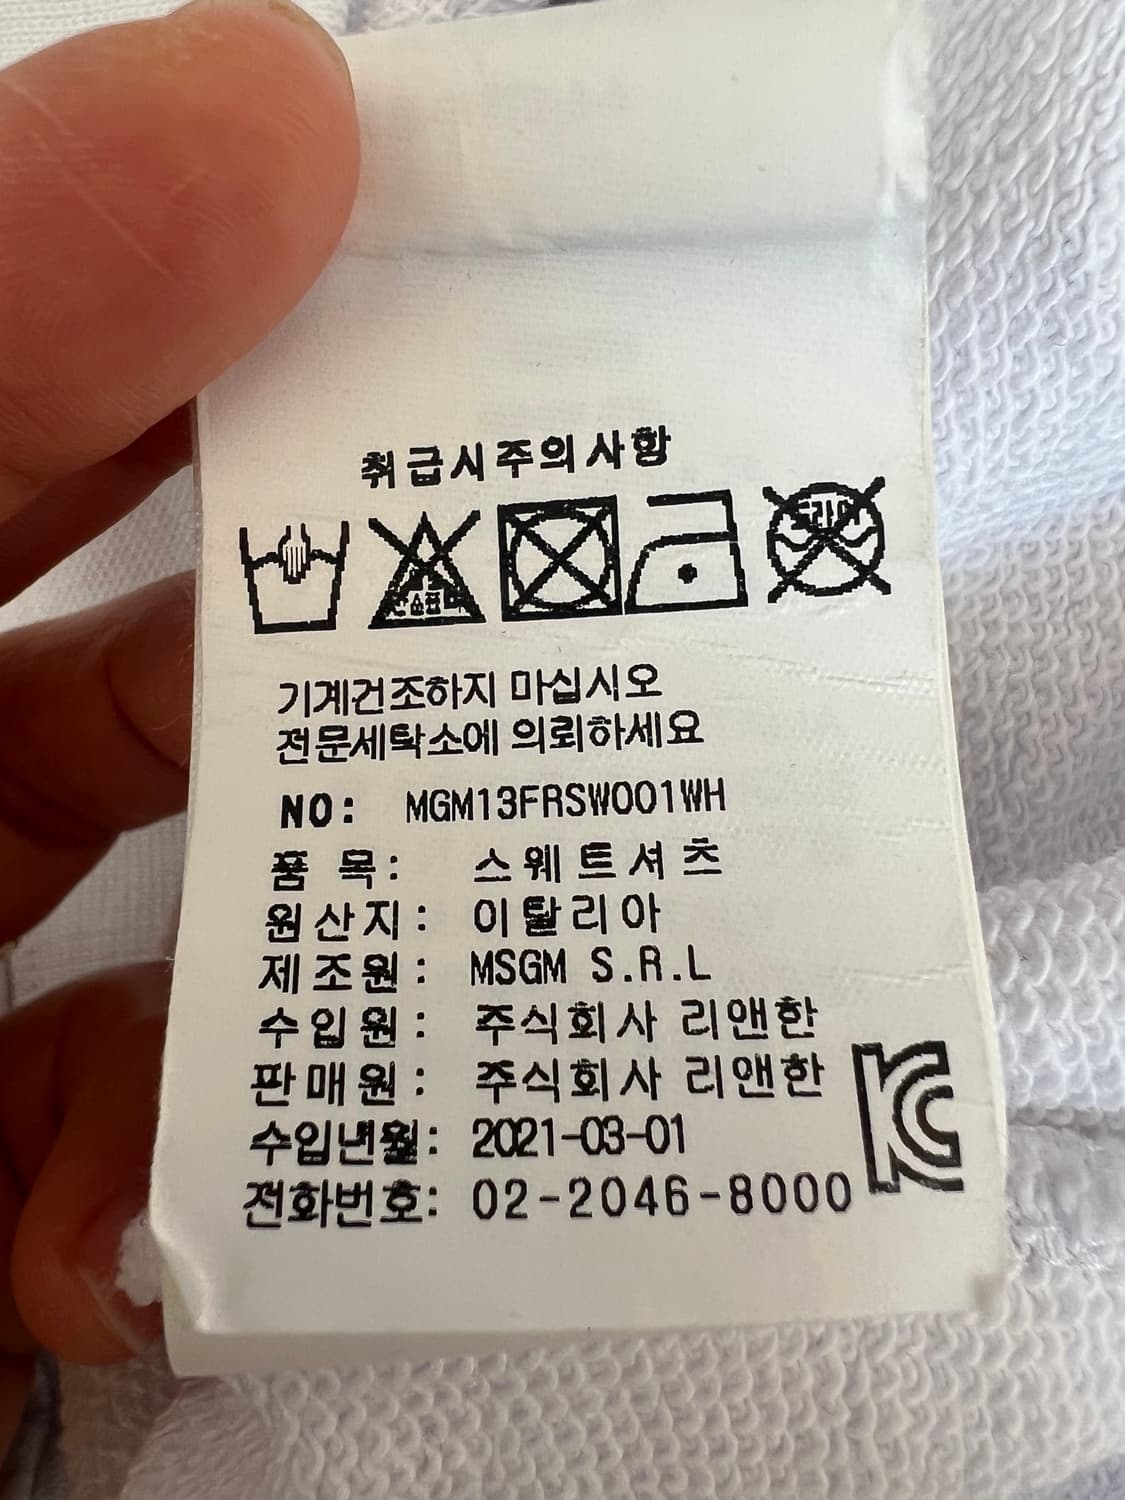 취급시주의사항
드라이
기계건조하지 마십시오
전문세탁소에 의뢰하세요
NO: MGM13FRSW001WH
품 목: 스웨트셔츠
원산지: 이탈리아
제조원: MSGM S.R.L
수입원: 주식회사 리앤한
판매원: 주식회사 리앤한
수입년월: 2021-03-01
전화번호: 02-2046-8000
KC